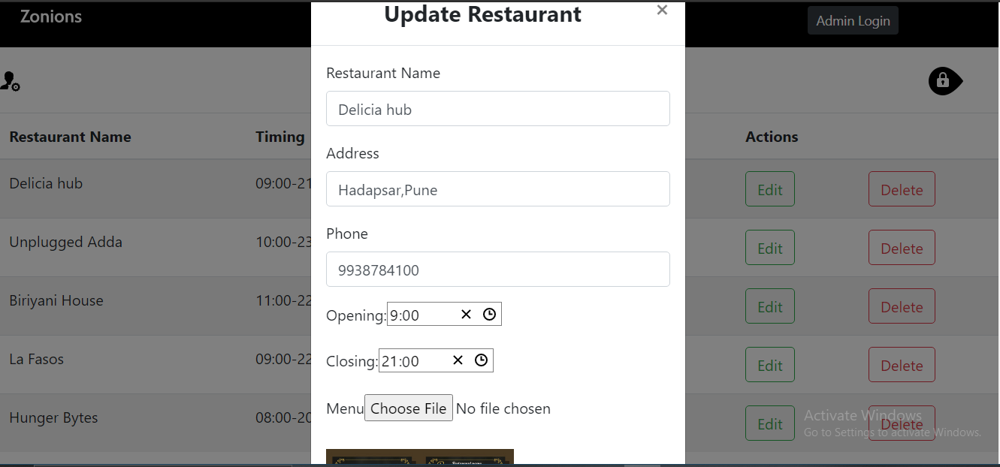 Zonions
Update Restaurant
×
Admin Login
Restaurant Name
Delicia hub
Address
Hadapsar,Pune
Phone
9938784100
Opening:9:00
Closing:21:00
Menu Choose File No file chosen
Restaurant Name Timing Actions
Delicia hub 09:00-21 Edit Delete
Unplugged Adda 10:00-23 Edit Delete
Biriyani House 11:00-22 Edit Delete
La Fasos 09:00-22 Edit Delete
Hunger Bytes 08:00-20 Edit Delete
Activate Windows
Go to Settings to activate Windows.